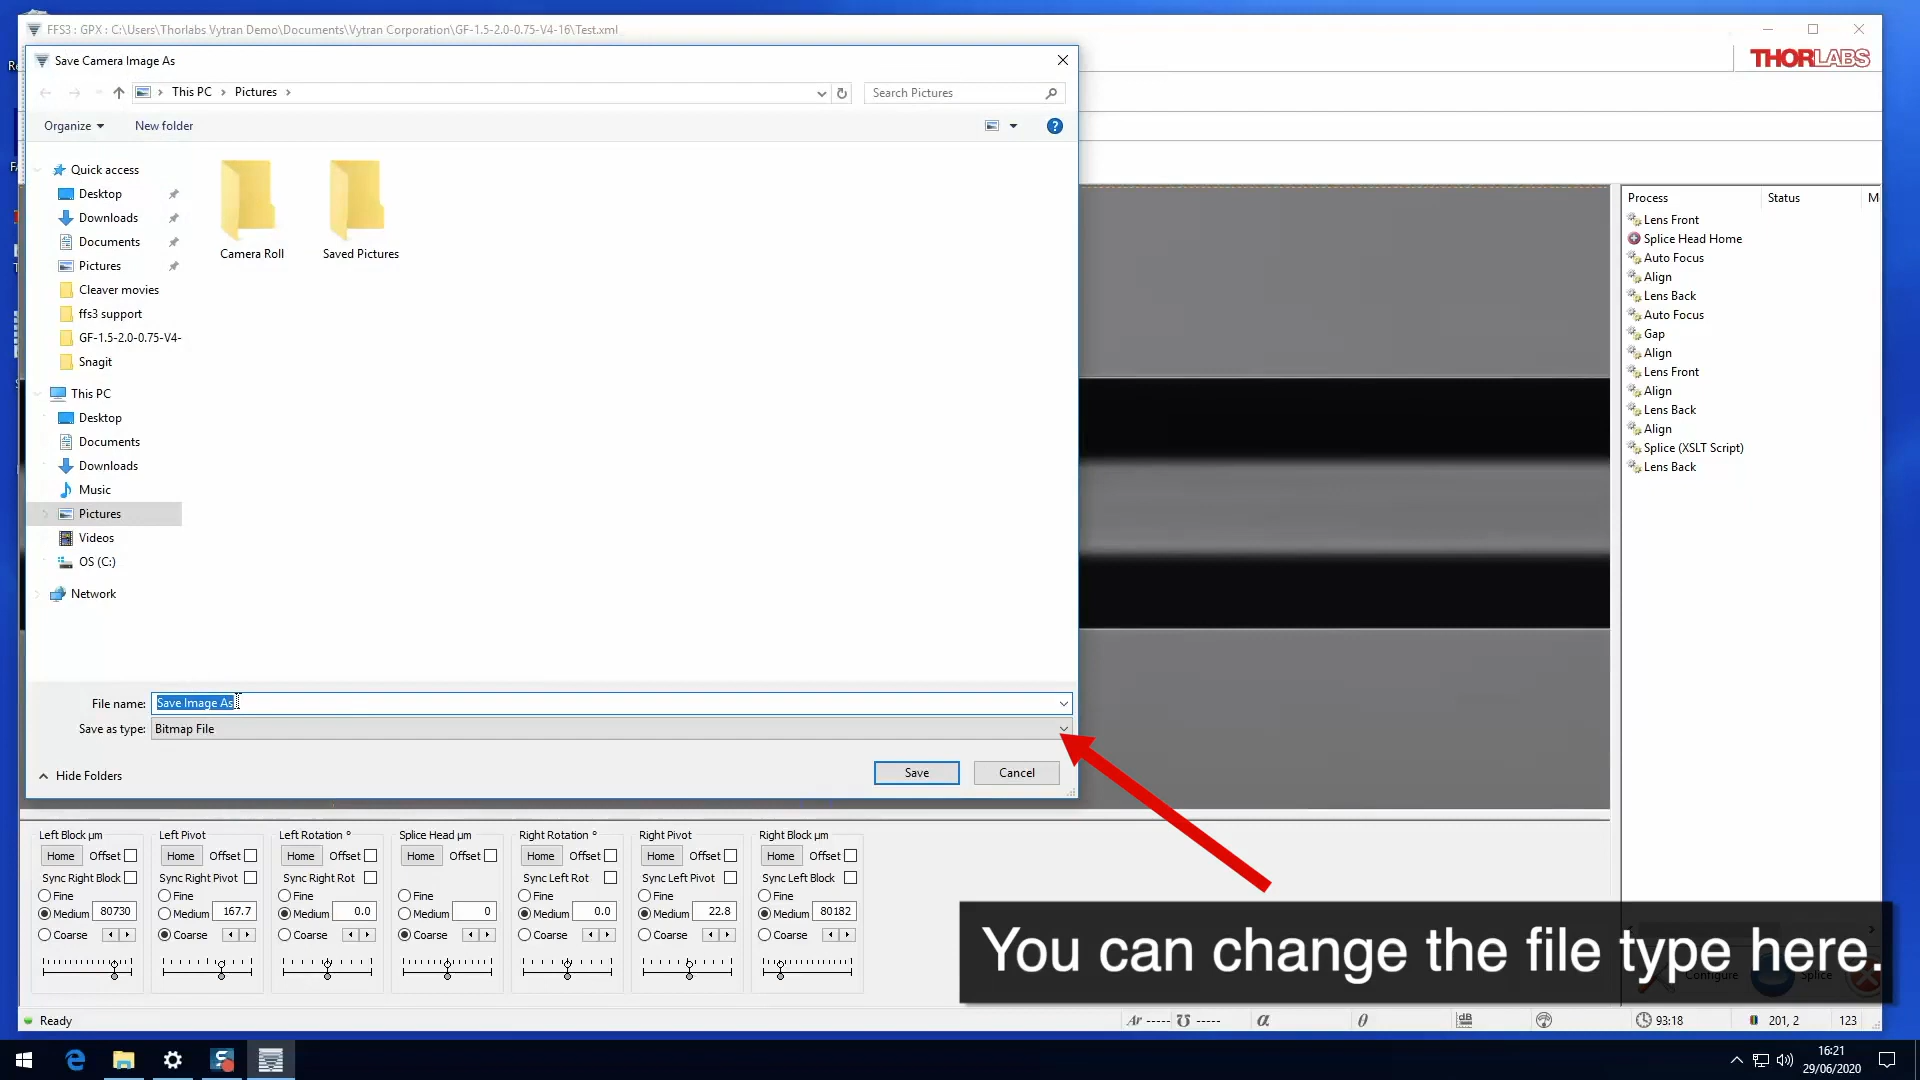 FFS3 : GPX : C:\Users\Thorlabs Vytran Demo\Documents\Vytran Corporation\GF-1.5-2.0-0.75-V4-16\Test.xml
Save Camera Image As
THORLABS
This PC > Pictures >
Search Pictures
Organize
New folder
Quick access
Desktop
Downloads
Documents
Pictures
Cleaver movies
ffs3 support
GF-1.5-2.0-0.75-V4-
Snagit
This PC
Desktop
Documents
Downloads
Music
Pictures
Videos
OS (C:)
Network
Camera Roll
Saved Pictures
Process Status M
Lens Front
Splice Head Home
Auto Focus
Align
Lens Back
Auto Focus
Gap
Align
Lens Front
Align
Lens Back
Align
Splice (XSLT Script)
Lens Back
File name: Save Image As
Save as type: Bitmap File
Hide Folders
Save
Cancel
Left Block µm
Home Offset
Sync Right Block
Fine
Medium 80730
Coarse
Left Pivot
Home Offset
Sync Right Pivot
Fine
Medium 167.7
Coarse
Left Rotation °
Home Offset
Sync Right Rot
Fine
Medium 0.0
Coarse
Splice Head µm
Home Offset
Fine
Medium 0
Coarse
Right Rotation °
Home Offset
Sync Left Rot
Fine
Medium 0.0
Coarse
Right Pivot
Home Offset
Sync Left Pivot
Fine
Medium 22.8
Coarse
Right Block µm
Home Offset
Sync Left Block
Fine
Medium 80182
Coarse
You can change the file type here.
Configure
Splice
Ready
Ar -----
-----
α
θ
dB
93:18
201, 2
123
16:21
29/06/2020